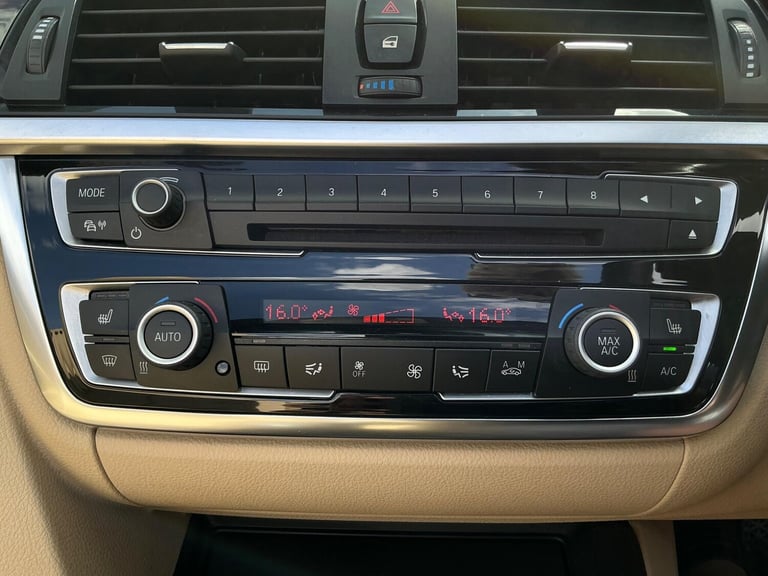 MODE 1 2 3 4 5 6 7 8
16.0° 16.0°
AUTO MAX
A/C
A M
OFF A/C